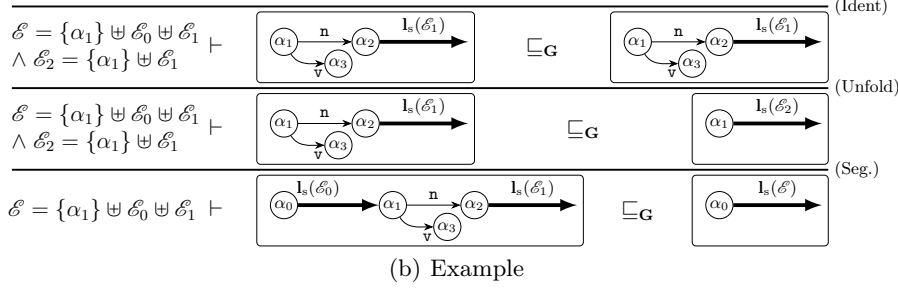 (Ident)
ℰ = {α₁} ⊎ ℰ₀ ⊎ ℰ₁
∧ ℰ₂ = {α₁} ⊎ ℰ₁ ⊢ α₁ n α₂ v α₃ lₛ(ℰ₁) ⊑G α₁ n α₂ v α₃ lₛ(ℰ₁)
(Unfold)
ℰ = {α₁} ⊎ ℰ₀ ⊎ ℰ₁
∧ ℰ₂ = {α₁} ⊎ ℰ₁ ⊢ α₁ n α₂ v α₃ lₛ(ℰ₁) ⊑G α₁ lₛ(ℰ₂)
(Seg.)
ℰ = {α₁} ⊎ ℰ₀ ⊎ ℰ₁ ⊢ α₀ lₛ(ℰ₀) α₁ n α₂ v α₃ lₛ(ℰ₁) ⊑G α₀ lₛ(ℰ)
(b) Example